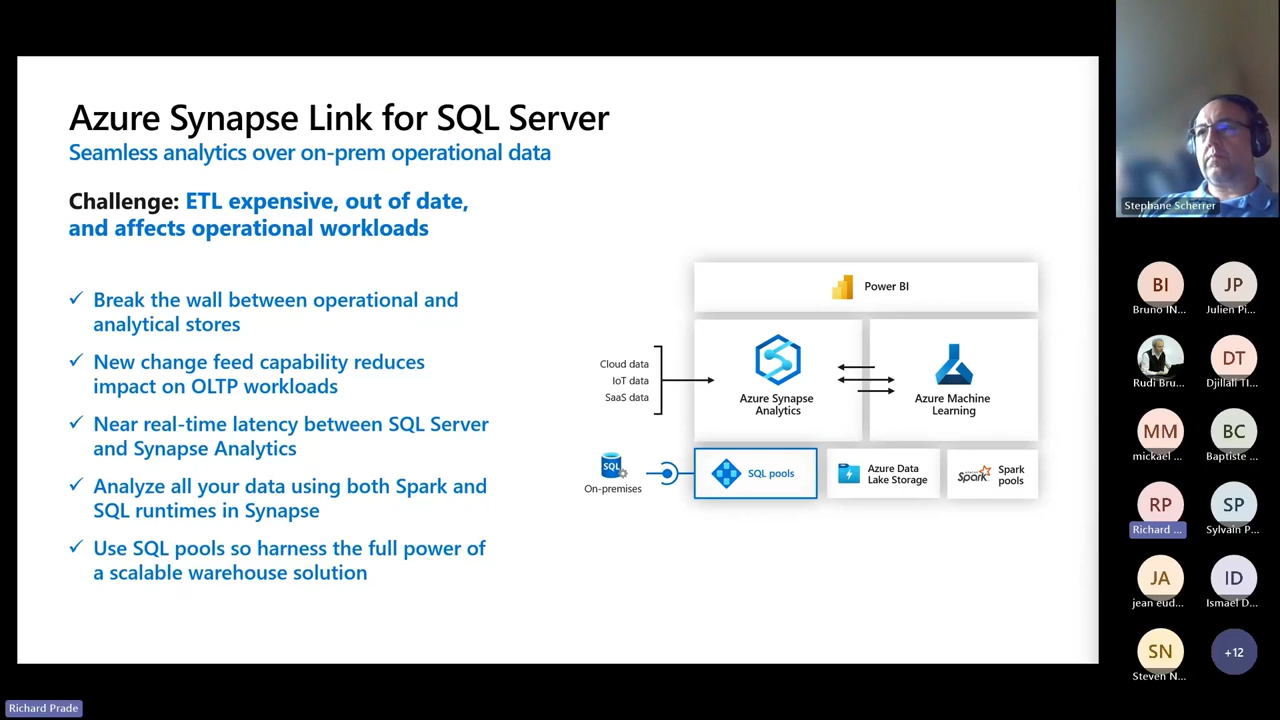 Azure Synapse Link for SQL Server
Seamless analytics over on-prem operational data
Challenge: ETL expensive, out of date,
and affects operational workloads
✓ Break the wall between operational and
analytical stores
✓ New change feed capability reduces
impact on OLTP workloads
✓ Near real-time latency between SQL Server
and Synapse Analytics
✓ Analyze all your data using both Spark and
SQL runtimes in Synapse
✓ Use SQL pools so harness the full power of
a scalable warehouse solution
Power BI
Cloud data
IoT data
SaaS data
Azure Synapse
Analytics
Azure Machine
Learning
SQL
On-premises
SQL pools
Azure Data
Lake Storage
Spark
Spark
pools
Stephane Scherrer
BI
Bruno IN...
JP
Julien Pi...
Rudi Bru...
DT
Djillali TI...
MM
mickael ...
BC
Baptiste ...
RP
Richard ...
SP
Sylvain P...
JA
jean eud...
ID
Ismael D...
SN
Steven N...
+12
Richard Prade